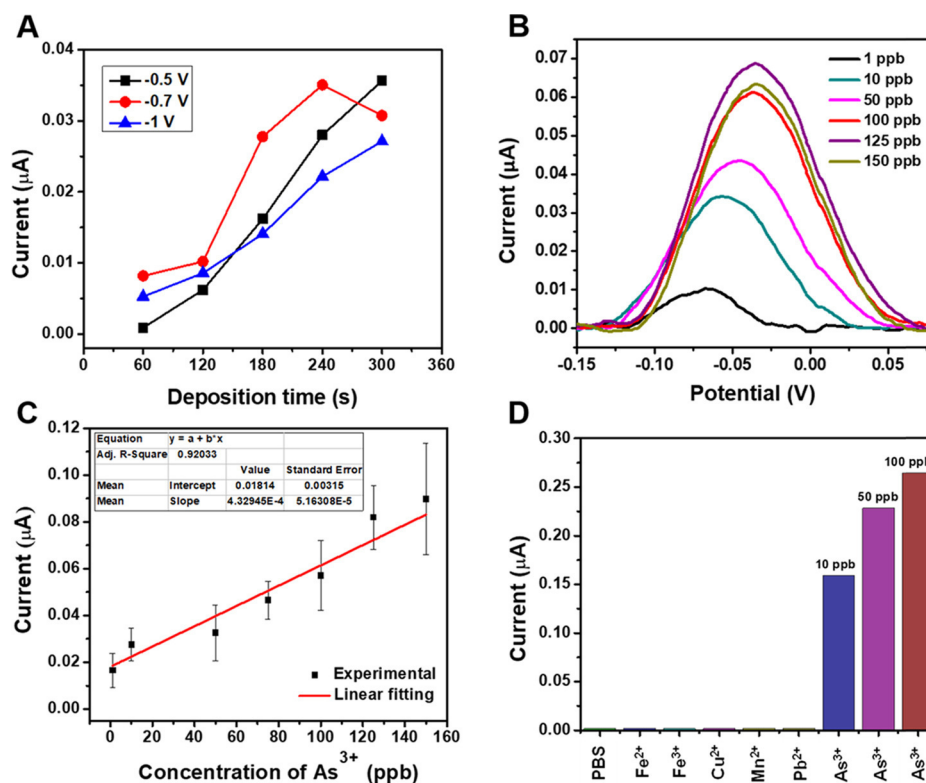 A
0.04
0.03
0.02
0.01
0.00
-0.5 V
-0.7 V
-1 V
0
60
120
180
240
300
360
Current (µA)
Deposition time (s)
B
0.07
0.06
0.05
0.04
0.03
0.02
0.01
0.00
1 ppb
10 ppb
50 ppb
100 ppb
125 ppb
150 ppb
-0.15
-0.10
-0.05
0.00
0.05
Current (µA)
Potential (V)
C
0.12
0.10
0.08
0.06
0.04
0.02
0.00
Equation y = a + b*x
Adj. R-Square 0.92033
Value Standard Error
Mean Intercept 0.01814 0.00315
Mean Slope 4.32945E-4 5.16308E-5
Experimental
Linear fitting
0 20 40 60 80 100 120 140 160
Current (µA)
Concentration of As3+ (ppb)
D
0.30
0.25
0.20
0.15
0.10
0.05
0.00
10 ppb
50 ppb
100 ppb
Current (µA)
PBS
Fe2+
Fe3+
Cu2+
Mn2+
Pb2+
As3+
As3+
As3+